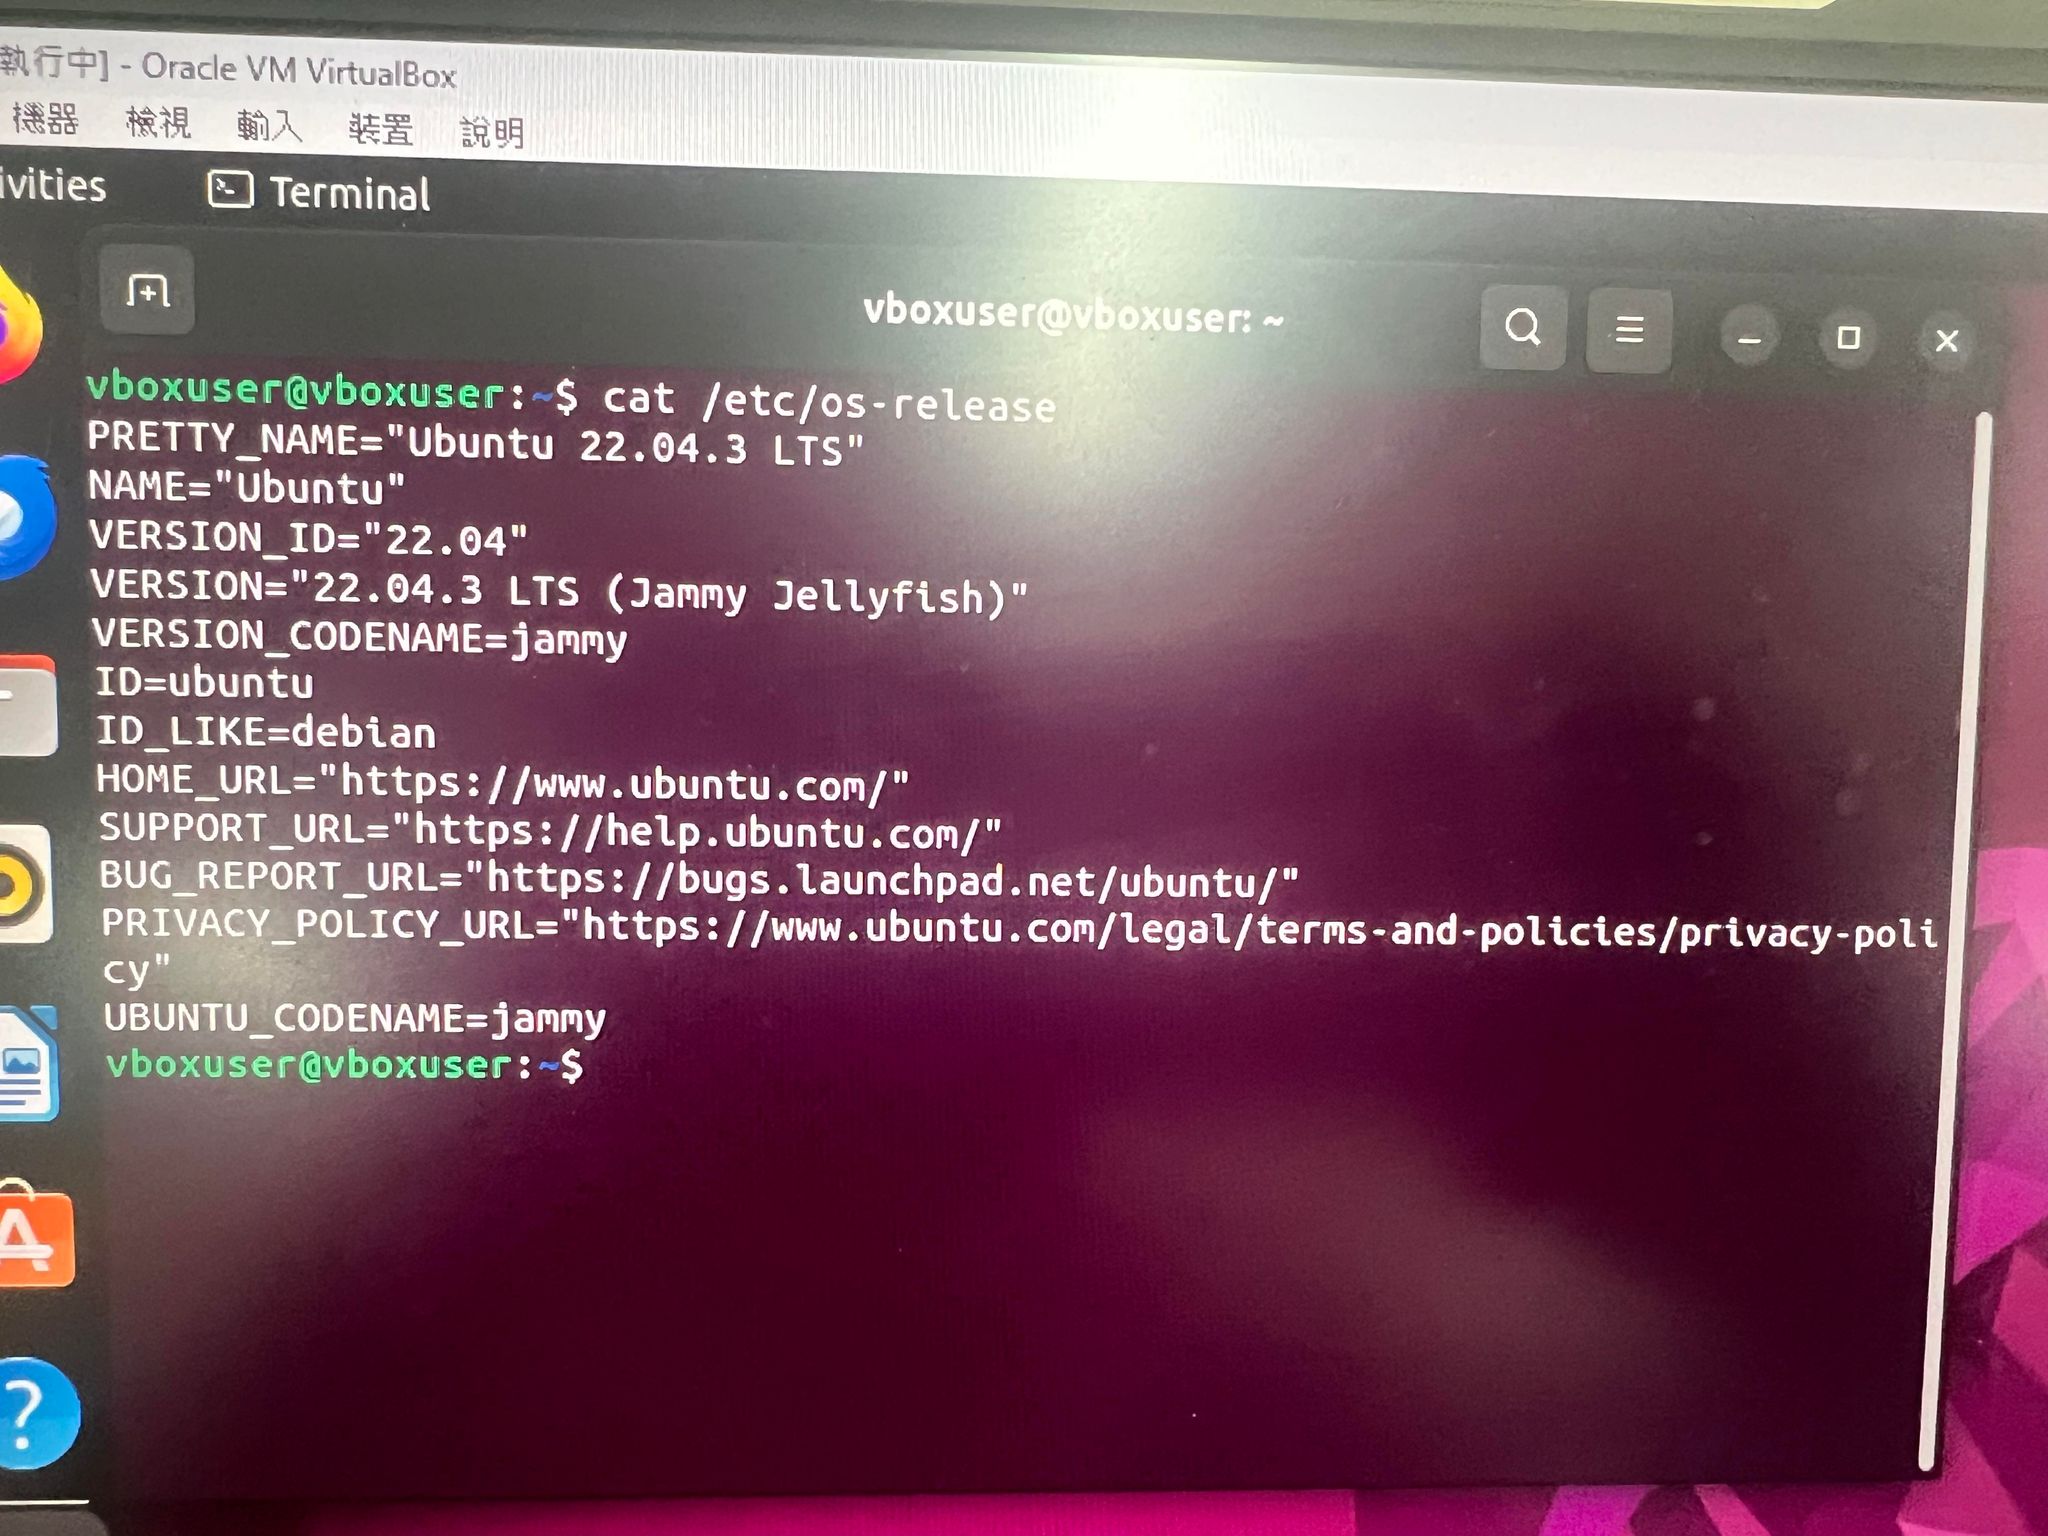 執行中] - Oracle VM VirtualBox
機器 檢視 輸入 裝置 說明
ivities Terminal
vboxuser@vboxuser: ~
vboxuser@vboxuser:~$ cat /etc/os-release
PRETTY_NAME="Ubuntu 22.04.3 LTS"
NAME="Ubuntu"
VERSION_ID="22.04"
VERSION="22.04.3 LTS (Jammy Jellyfish)"
VERSION_CODENAME=jammy
ID=ubuntu
ID_LIKE=debian
HOME_URL="https://www.ubuntu.com/"
SUPPORT_URL="https://help.ubuntu.com/"
BUG_REPORT_URL="https://bugs.launchpad.net/ubuntu/"
PRIVACY_POLICY_URL="https://www.ubuntu.com/legal/terms-and-policies/privacy-poli
cy"
UBUNTU_CODENAME=jammy
vboxuser@vboxuser:~$